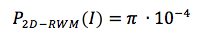 P₂D₋RWM(I) = π · 10⁻⁴